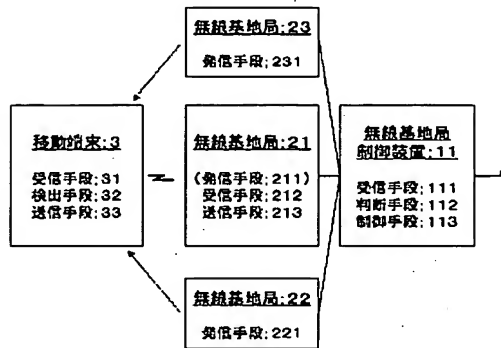 無線基地局:23
発信手段;231
移動端末:3
受信手段;31
検出手段;32
送信手段;33
無線基地局:21
(発信手段;211)
受信手段;212
送信手段;213
無線基地局
制御装置:11
受信手段;111
判断手段;112
制御手段;113
無線基地局:22
発信手段;221